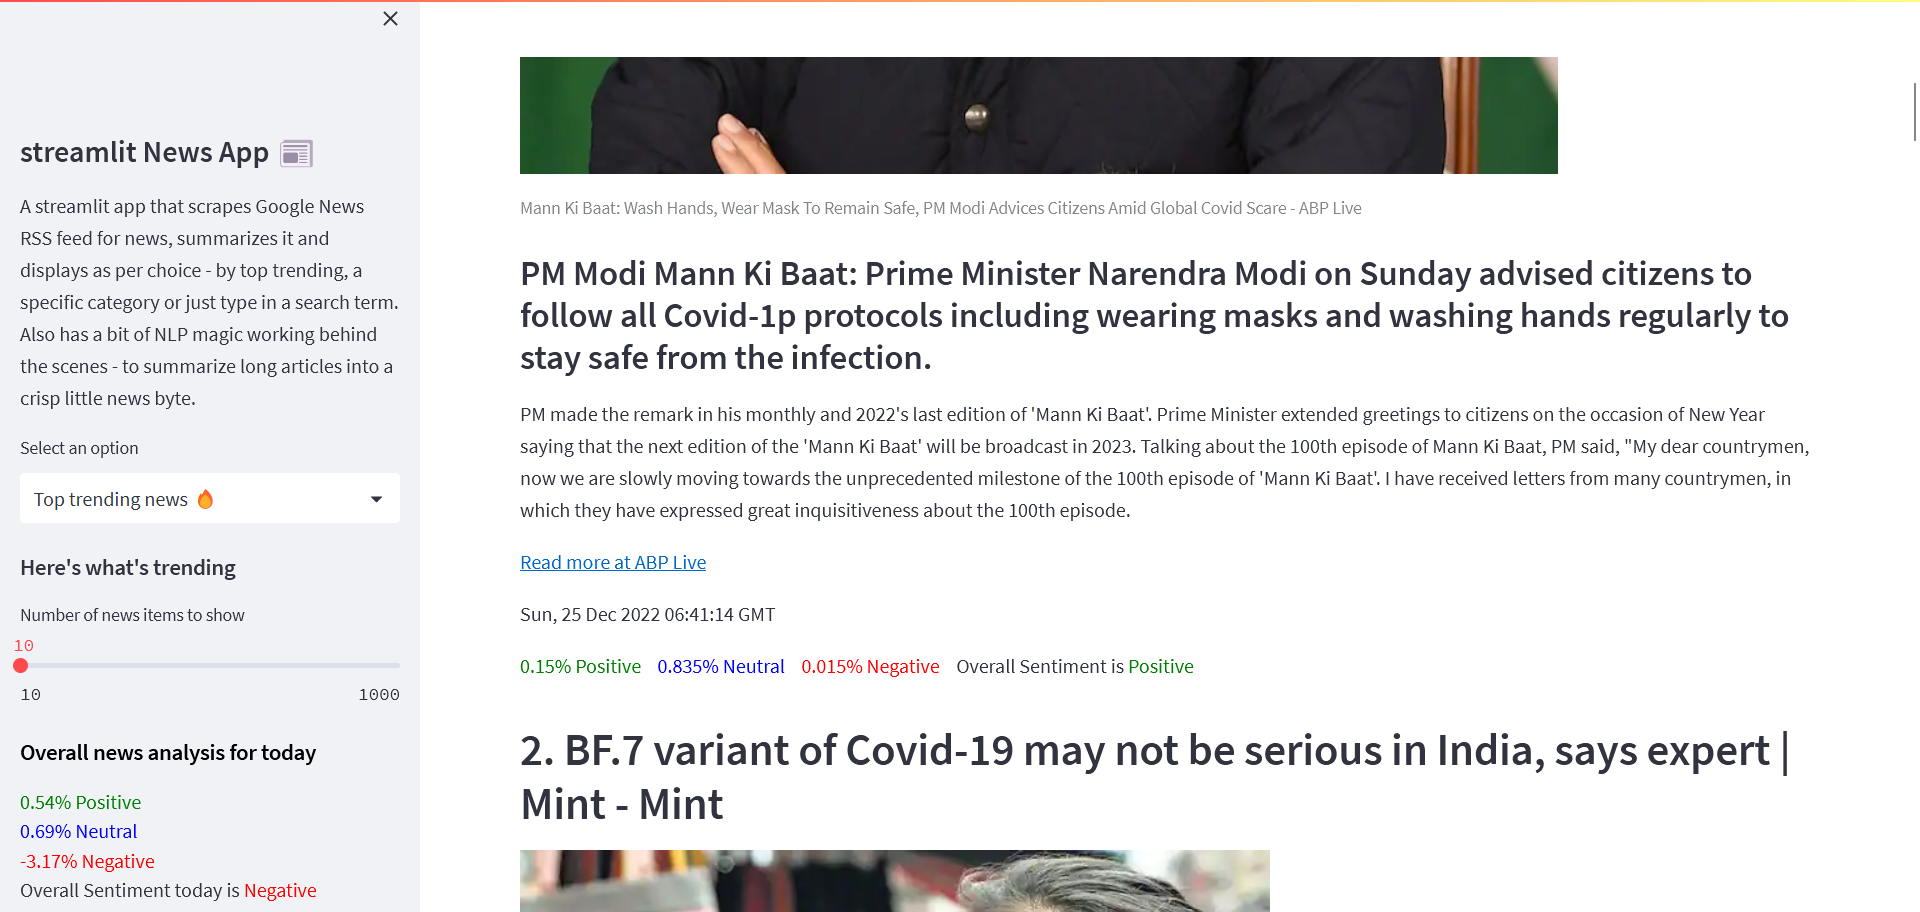 streamlit News App
A streamlit app that scrapes Google News
RSS feed for news, summarizes it and
displays as per choice - by top trending, a
specific category or just type in a search term.
Also has a bit of NLP magic working behind
the scenes - to summarize long articles into a
crisp little news byte.
Select an option
Top trending news
Here's what's trending
Number of news items to show
10
10 1000
Overall news analysis for today
0.54% Positive
0.69% Neutral
-3.17% Negative
Overall Sentiment today is Negative
Mann Ki Baat: Wash Hands, Wear Mask To Remain Safe, PM Modi Advices Citizens Amid Global Covid Scare - ABP Live
PM Modi Mann Ki Baat: Prime Minister Narendra Modi on Sunday advised citizens to
follow all Covid-1p protocols including wearing masks and washing hands regularly to
stay safe from the infection.
PM made the remark in his monthly and 2022's last edition of 'Mann Ki Baat'. Prime Minister extended greetings to citizens on the occasion of New Year
saying that the next edition of the 'Mann Ki Baat' will be broadcast in 2023. Talking about the 100th episode of Mann Ki Baat, PM said, "My dear countrymen,
now we are slowly moving towards the unprecedented milestone of the 100th episode of 'Mann Ki Baat'. I have received letters from many countrymen, in
which they have expressed great inquisitiveness about the 100th episode.
Read more at ABP Live
Sun, 25 Dec 2022 06:41:14 GMT
0.15% Positive 0.835% Neutral 0.015% Negative Overall Sentiment is Positive
2. BF.7 variant of Covid-19 may not be serious in India, says expert |
Mint - Mint